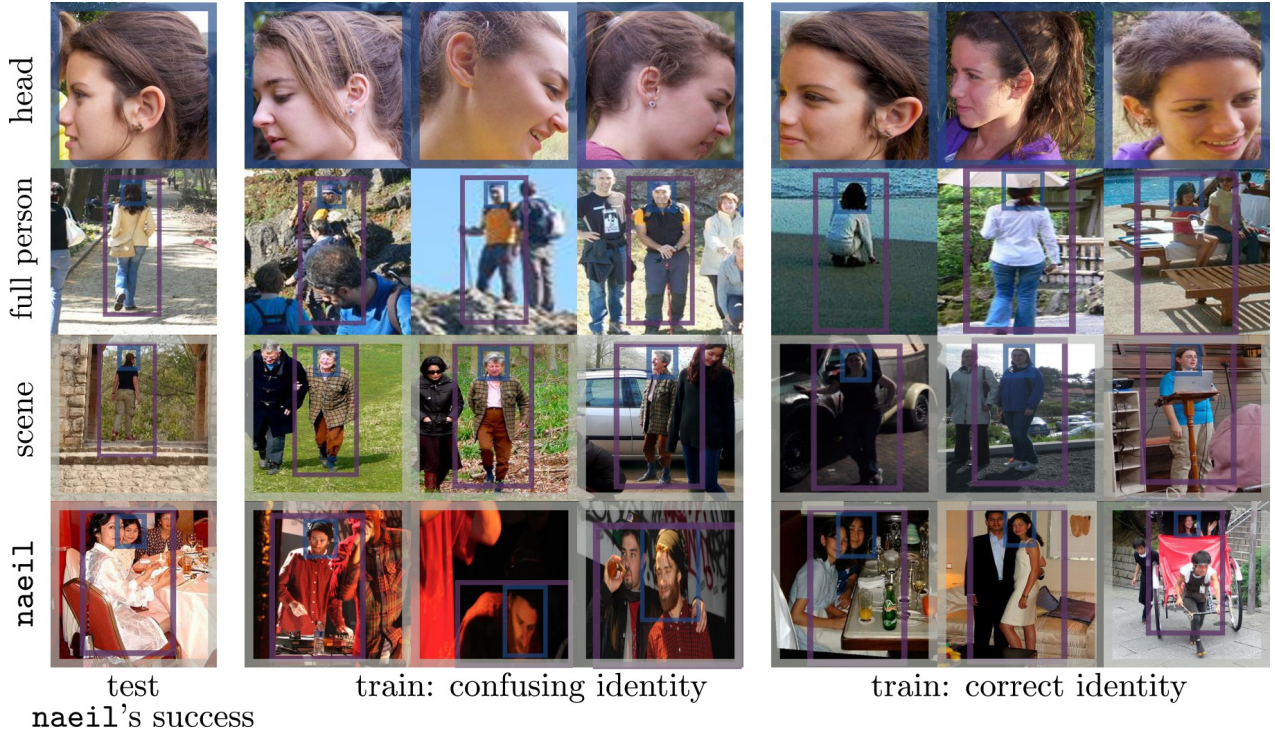 head
full person
scene
naeil
test
train: confusing identity
train: correct identity
naeil's success